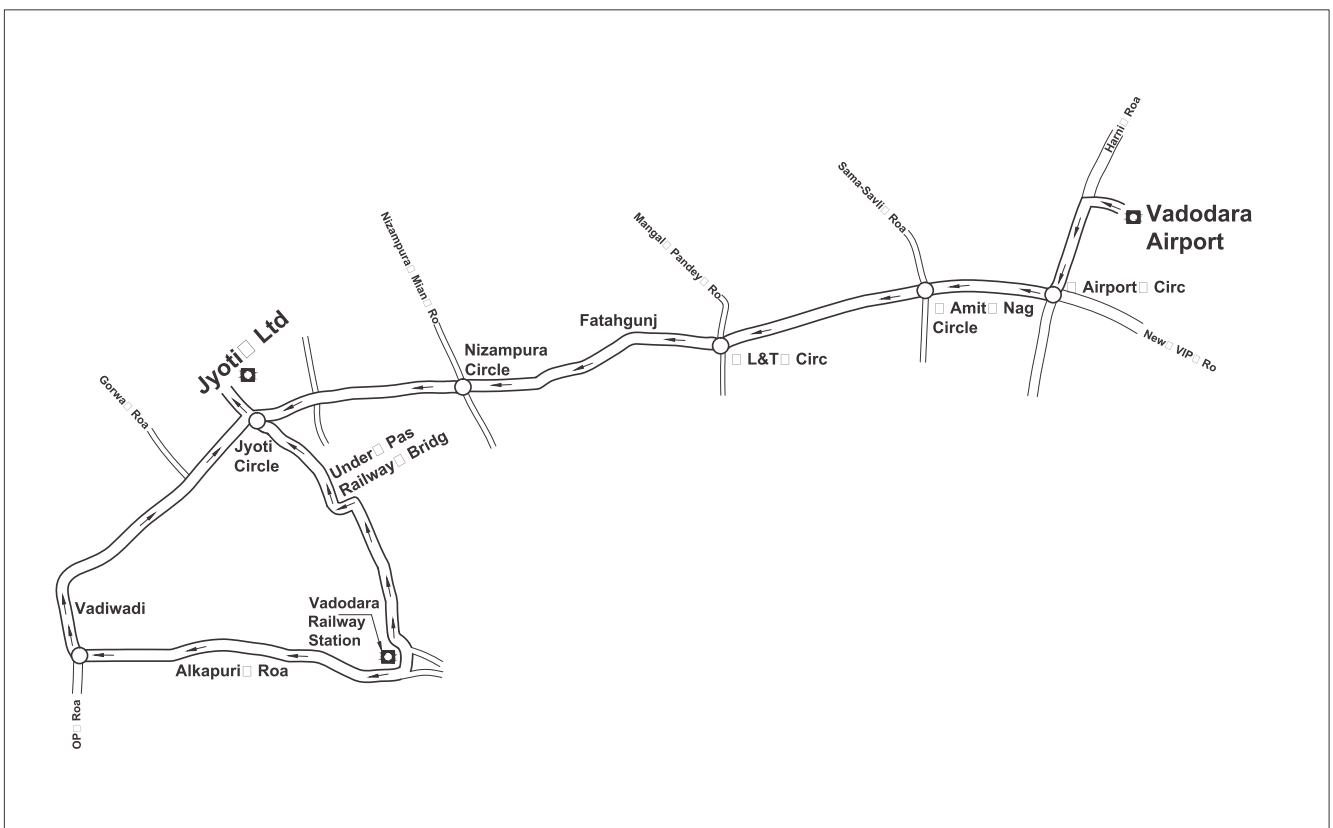 Harni Roa
Vadodara
Airport
Sama-Savli Roa
Mangal Pandey Ro
Nizampura Mian Ro
Airport Circ
Amit Nag
Circle
New VIP Ro
Fatahgunj
L&T Circ
Nizampura
Circle
Jyoti Ltd
Gorwa Roa
Jyoti
Circle
Under Pas
Railway Bridg
Vadiwadi
Vadodara
Railway
Station
Alkapuri Roa
OP Roa